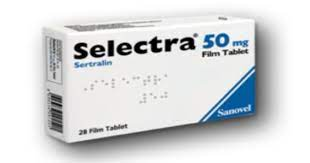 Selectra® 50 mg
Film Tablet
Sertralin
28 Film Tablet
Sanovel